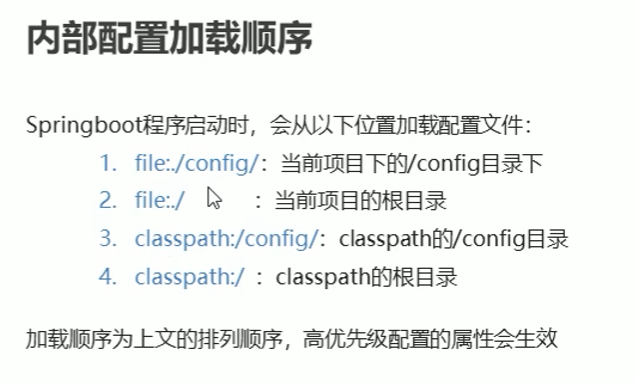 内部配置加载顺序
Springboot程序启动时，会从以下位置加载配置文件：
1. file:./config/：当前项目下的/config目录下
2. file:./ ：当前项目的根目录
3. classpath:/config/：classpath的/config目录
4. classpath:/ ：classpath的根目录
加载顺序为上文的排列顺序，高优先级配置的属性会生效